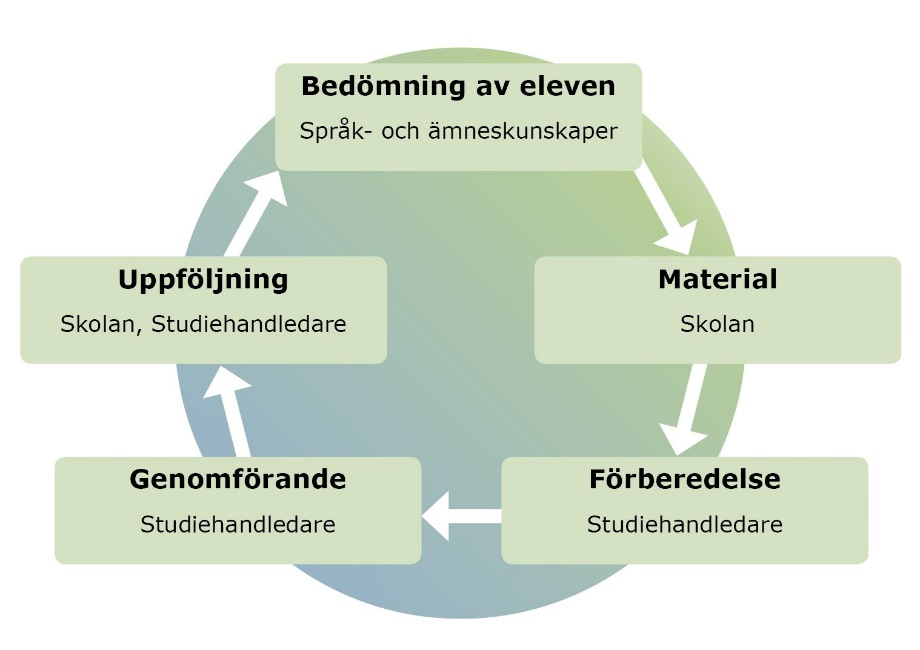 Bedömning av eleven
Språk- och ämneskunskaper
Material
Skolan
Förberedelse
Studiehandledare
Genomförande
Studiehandledare
Uppföljning
Skolan, Studiehandledare